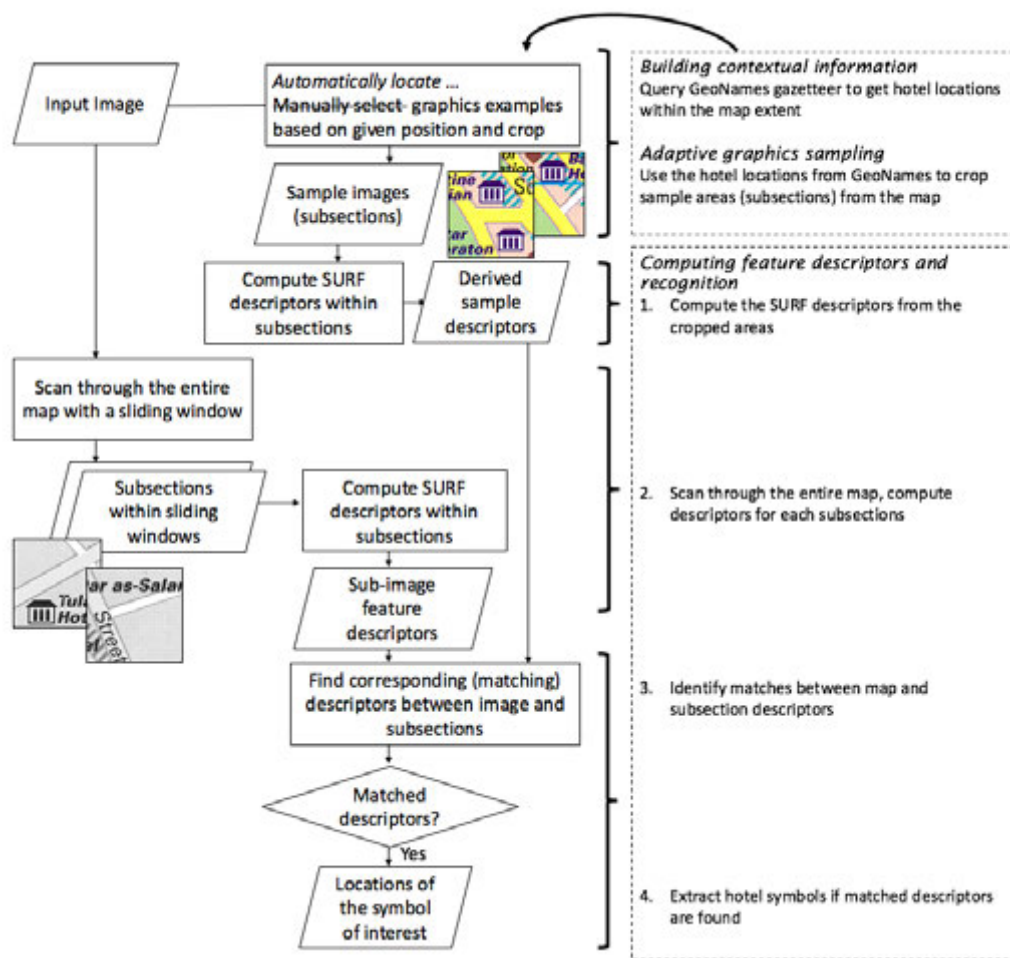 Input Image
Automatically locate ...
Manually select graphics examples
based on given position and crop
Sample images
(subsections)
Compute SURF
descriptors within
subsections
Derived
sample
descriptors
Scan through the entire
map with a sliding window
Subsections
within sliding
windows
Compute SURF
descriptors within
subsections
Sub-image
feature
descriptors
Find corresponding (matching)
descriptors between image and
subsections
Matched
descriptors?
Yes
Locations of
the symbol
of interest
tine
ian
So
tar
eraton
Tula
Hot
ar as-Salar
Street
Building contextual information
Query GeoNames gazetteer to get hotel locations
within the map extent
Adaptive graphics sampling
Use the hotel locations from GeoNames to crop
sample areas (subsections) from the map
Computing feature descriptors and
recognition
1. Compute the SURF descriptors from the
cropped areas
2. Scan through the entire map, compute
descriptors for each subsections
3. Identify matches between map and
subsection descriptors
4. Extract hotel symbols if matched descriptors
are found